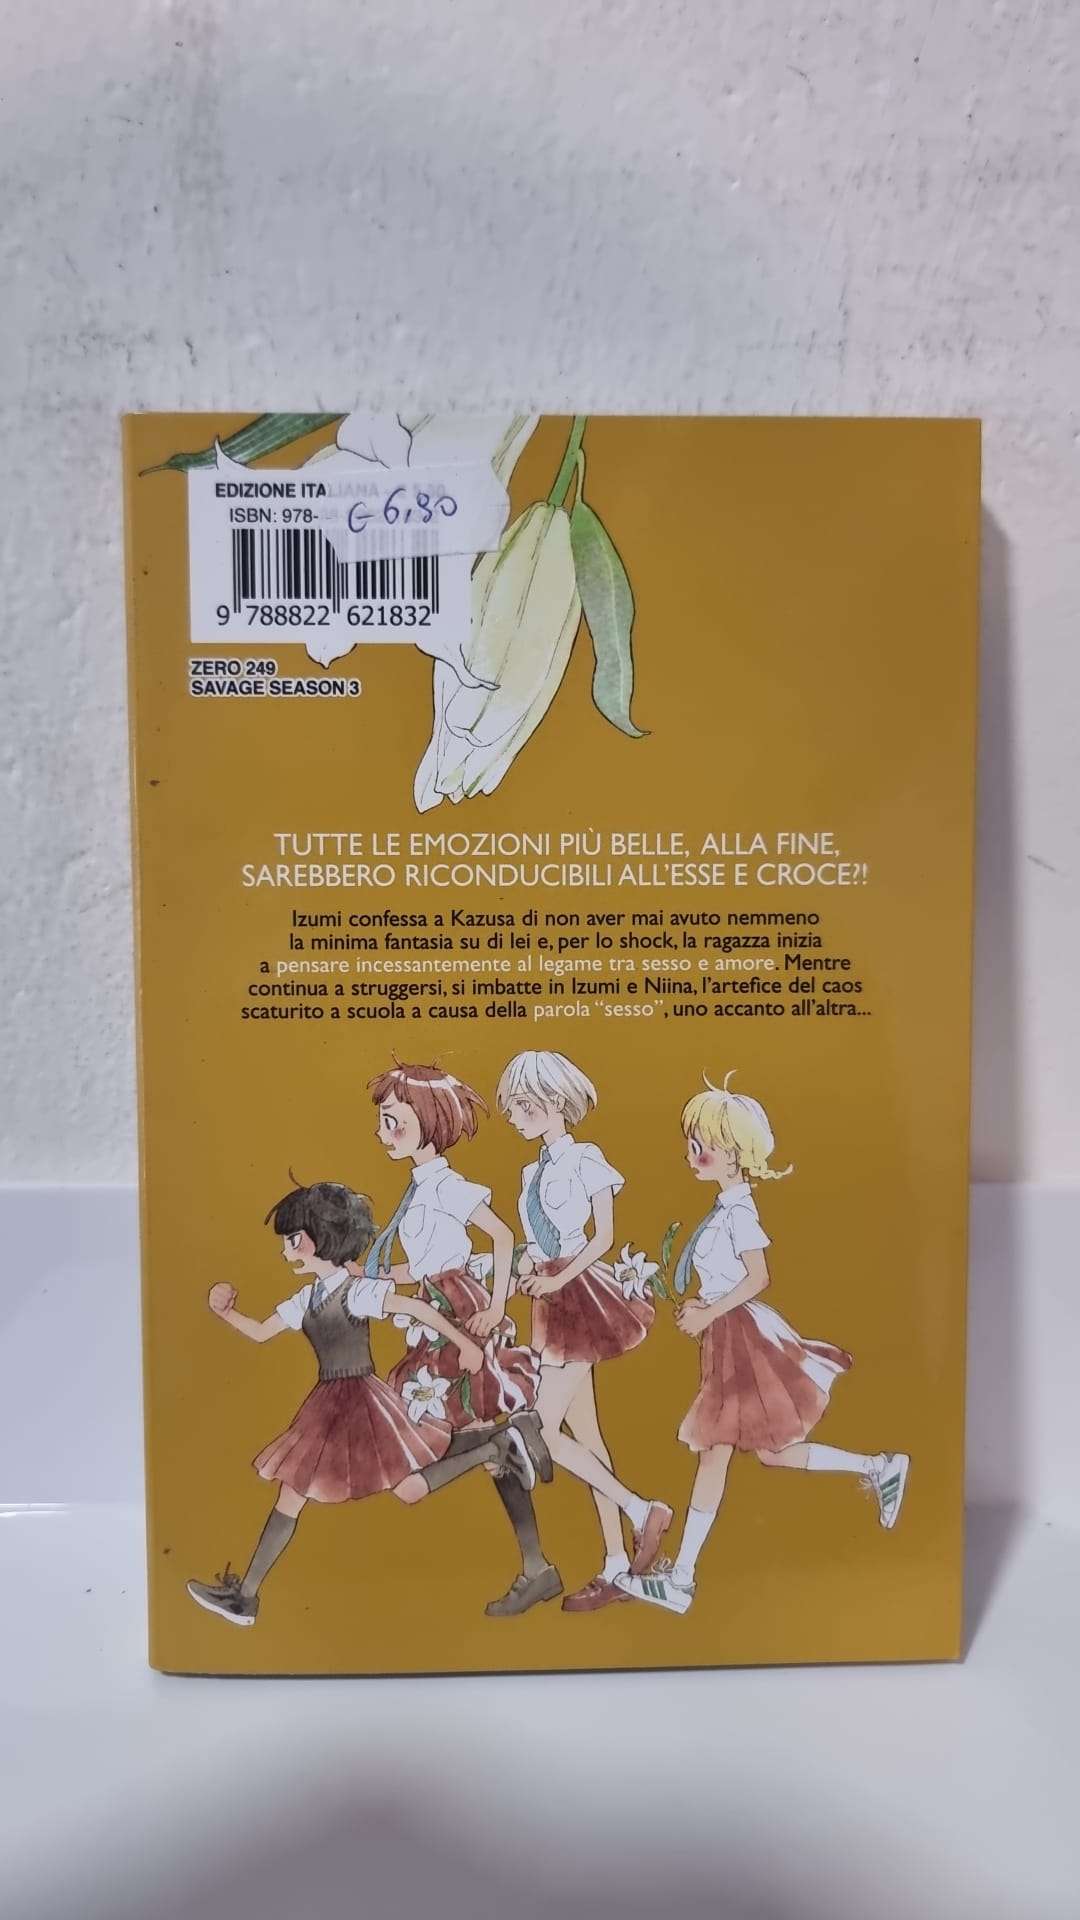 EDIZIONE ITALIANA
ISBN: 978-
€ 6,90
9 788822 621832
ZERO 249
SAVAGE SEASON 3
TUTTE LE EMOZIONI PIÙ BELLE, ALLA FINE,
SAREBBERO RICONDUCIBILI ALL'ESSE E CROCE?!
Izumi confessa a Kazusa di non aver mai avuto nemmeno
la minima fantasia su di lei e, per lo shock, la ragazza inizia
a pensare incessantemente al legame tra sesso e amore. Mentre
continua a struggersi, si imbatte in Izumi e Niina, l'artefice del caos
scaturito a scuola a causa della parola “sesso”, uno accanto all'altra...